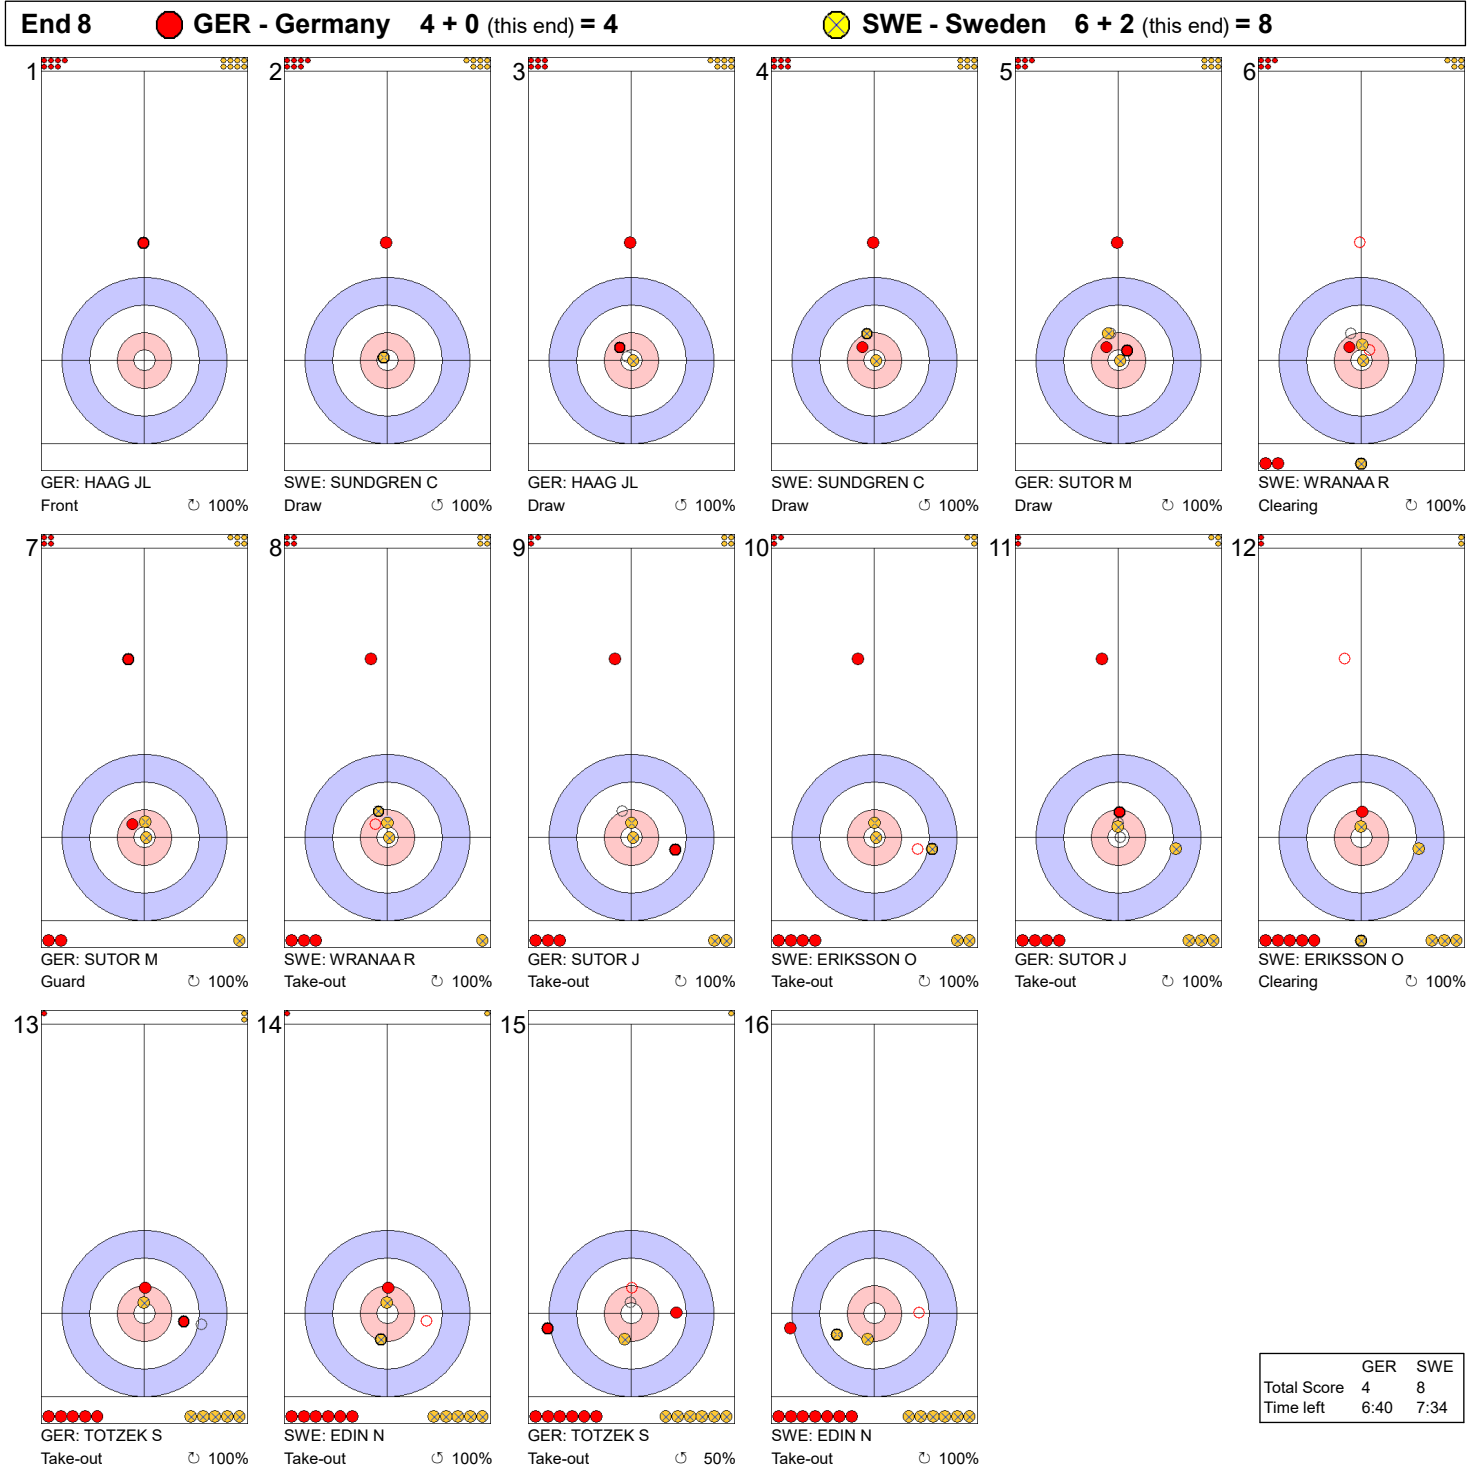 End 8 GER - Germany 4 + 0 (this end) = 4 SWE - Sweden 6 + 2 (this end) = 8
1 2 3 4 5 6
GER: HAAG JL SWE: SUNDGREN C GER: HAAG JL SWE: SUNDGREN C GER: SUTOR M SWE: WRANAA R
Front ↻ 100% Draw ↻ 100% Draw ↺ 100% Draw ↺ 100% Draw ↺ 100% Clearing ↻ 100%
7 8 9 10 11 12
GER: SUTOR M SWE: WRANAA R GER: SUTOR J SWE: ERIKSSON O GER: SUTOR J SWE: ERIKSSON O
Guard ↻ 100% Take-out ↻ 100% Take-out ↺ 100% Take-out ↻ 100% Take-out ↺ 100% Clearing ↻ 100%
13 14 15 16
GER: TOTZEK S SWE: EDIN N GER: TOTZEK S SWE: EDIN N
Take-out ↻ 100% Take-out ↻ 100% Take-out ↺ 50% Take-out ↻ 100%
GER SWE
Total Score 4 8
Time left 6:40 7:34